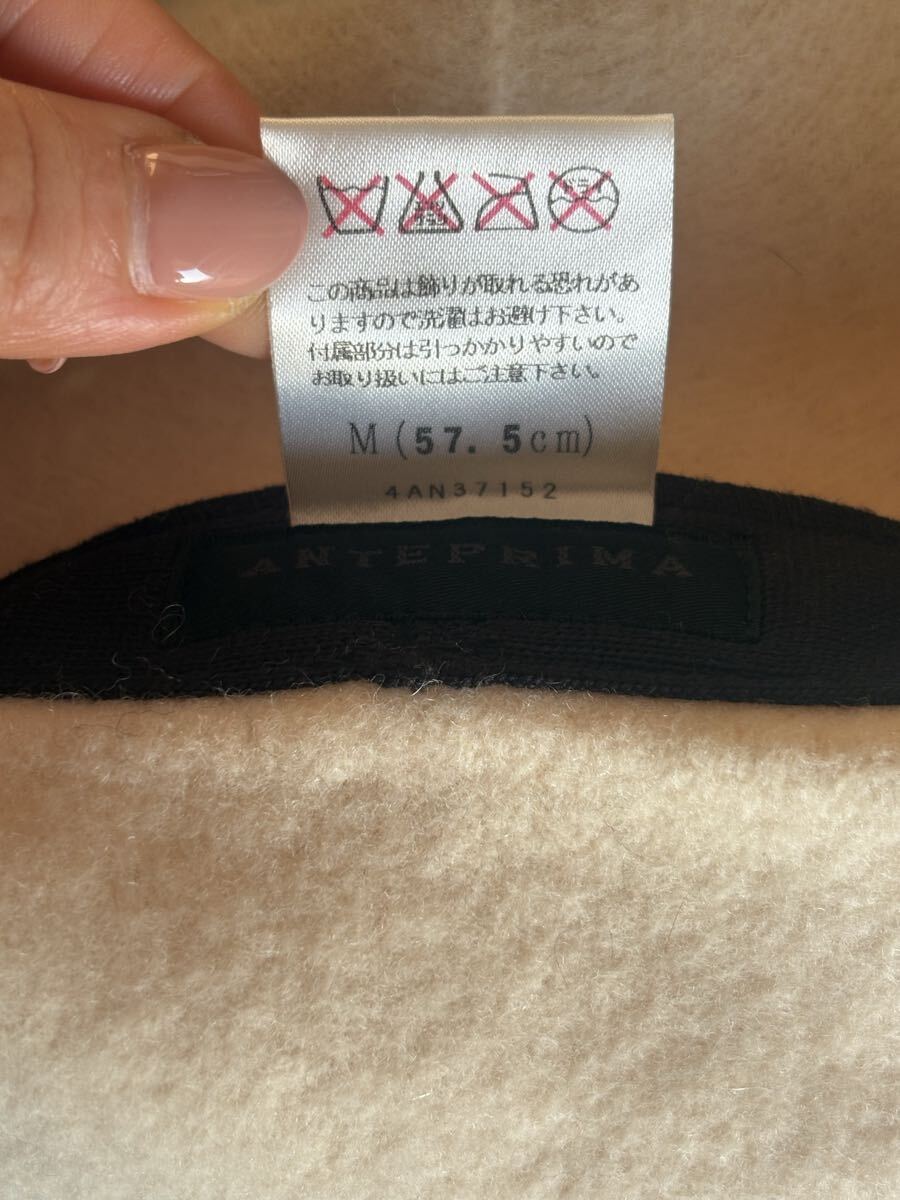 この商品は飾りが取れる恐れがあ
りますので洗濯はお避け下さい。
付属部分は引っかかりやすいので
お取り扱いにはご注意下さい。
M(57.5cm)
4AN37152
ANTEPRIMA